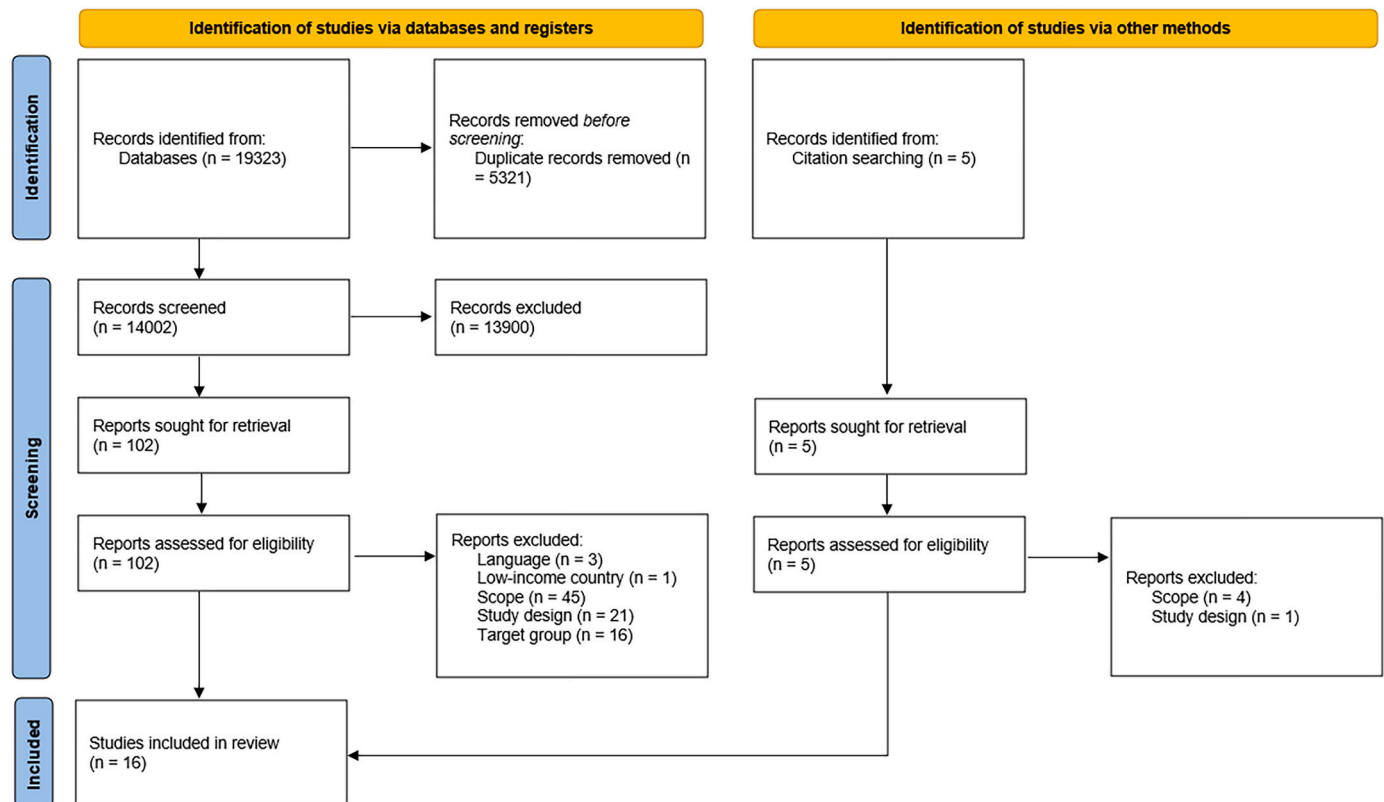 Identification of studies via databases and registers
Identification of studies via other methods
Identification
Records identified from:
Databases (n = 19323)
Records removed before
screening:
Duplicate records removed (n
= 5321)
Records identified from:
Citation searching (n = 5)
Screening
Records screened
(n = 14002)
Records excluded
(n = 13900)
Reports sought for retrieval
(n = 102)
Reports sought for retrieval
(n = 5)
Reports assessed for eligibility
(n = 102)
Reports excluded:
Language (n = 3)
Low-income country (n = 1)
Scope (n = 45)
Study design (n = 21)
Target group (n = 16)
Reports assessed for eligibility
(n = 5)
Reports excluded:
Scope (n = 4)
Study design (n = 1)
Included
Studies included in review
(n = 16)